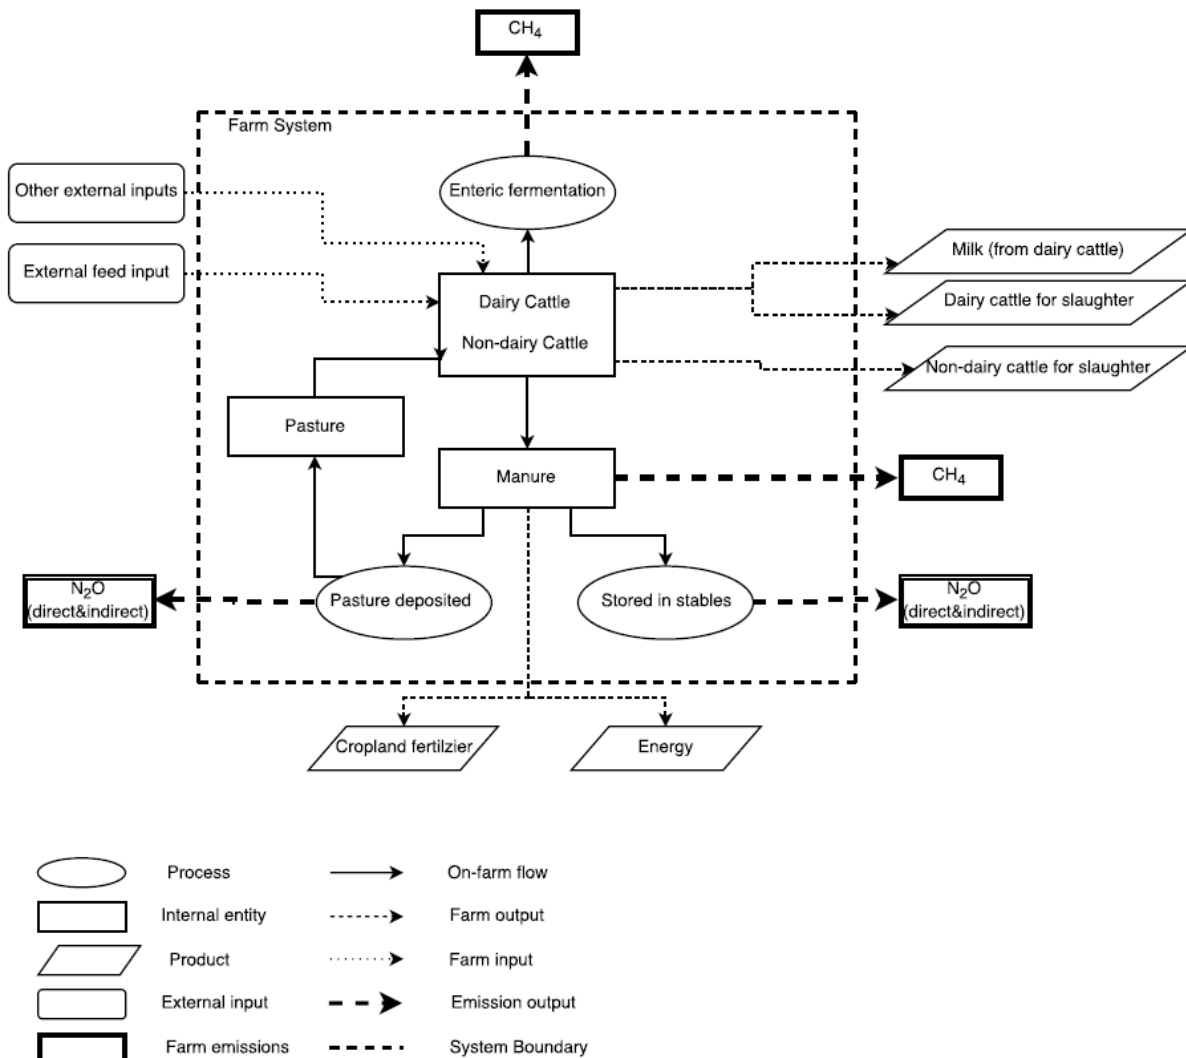 CH4
Farm System
Other external inputs
Enteric fermentation
External feed input
Milk (from dairy cattle)
Dairy Cattle
Dairy cattle for slaughter
Non-dairy Cattle
Non-dairy cattle for slaughter
Pasture
Manure
CH4
N2O
(direct&indirect)
Pasture deposited
Stored in stables
N2O
(direct&indirect)
Cropland fertilzier
Energy
Process
On-farm flow
Internal entity
Farm output
Product
Farm input
External input
Emission output
Farm emissions
System Boundary